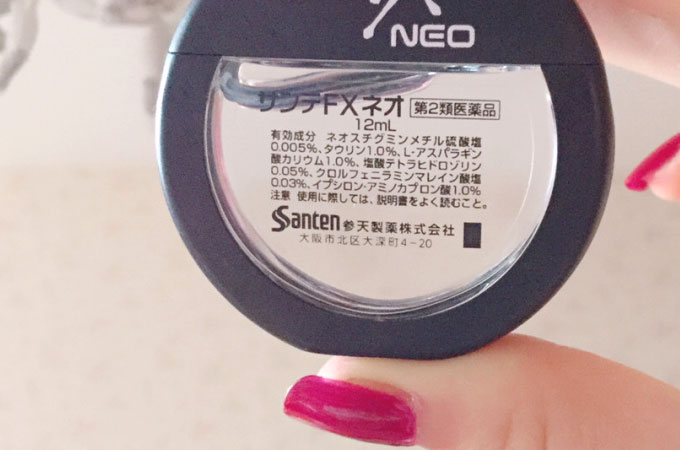 NEO
サンテFXネオ 第2類医薬品
12mL
有効成分 ネオスチグミンメチル硫酸塩
0.005%、タウリン1.0%、L-アスパラギン
酸カリウム1.0%、塩酸テトラヒドロゾリン
0.05%、クロルフェニラミンマレイン酸塩
0.03%、イプシロン-アミノカプロン酸1.0%
注意 使用に際しては、説明書をよく読むこと。
Santen 参天製薬株式会社
大阪市北区大深町4-20